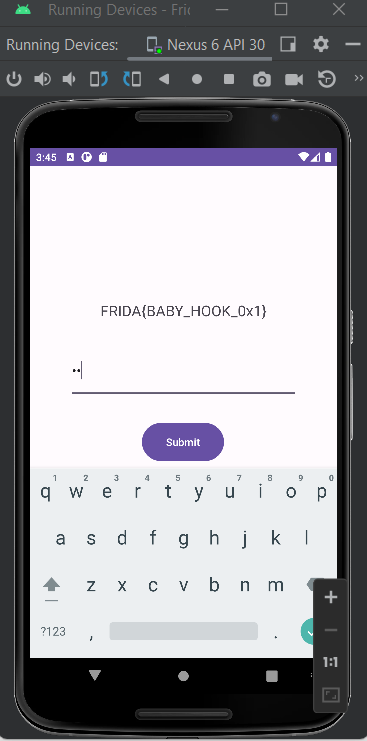 Running Devices - Fric
Running Devices:
Nexus 6 API 30
3:45
FRIDA{BABY_HOOK_0x1}
••
Submit
1 2 3 4 5 6 7 8 9 0
q w e r t y u i o p
a s d f g h j k l
z x c v b n m
?123 , .
1:1